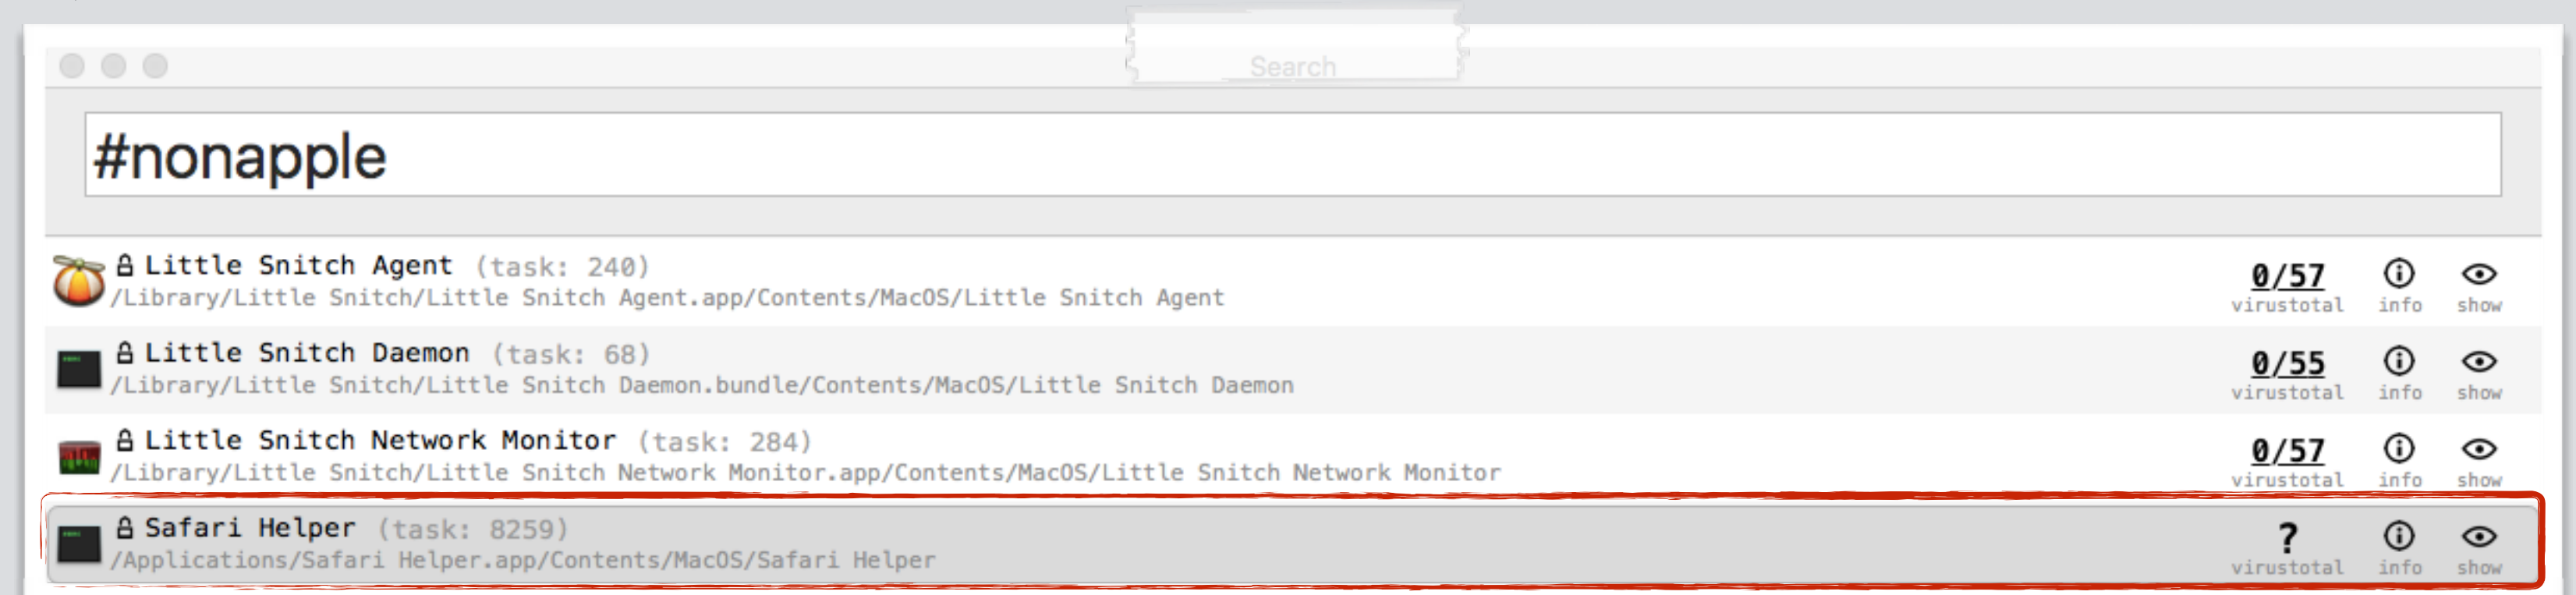 Search
#nonapple
Little Snitch Agent (task: 240)
/Library/Little Snitch/Little Snitch Agent.app/Contents/MacOS/Little Snitch Agent
0/57
virustotal
info
show
Little Snitch Daemon (task: 68)
/Library/Little Snitch/Little Snitch Daemon.bundle/Contents/MacOS/Little Snitch Daemon
0/55
virustotal
info
show
Little Snitch Network Monitor (task: 284)
/Library/Little Snitch/Little Snitch Network Monitor.app/Contents/MacOS/Little Snitch Network Monitor
0/57
virustotal
info
show
Safari Helper (task: 8259)
/Applications/Safari Helper.app/Contents/MacOS/Safari Helper
?
virustotal
info
show